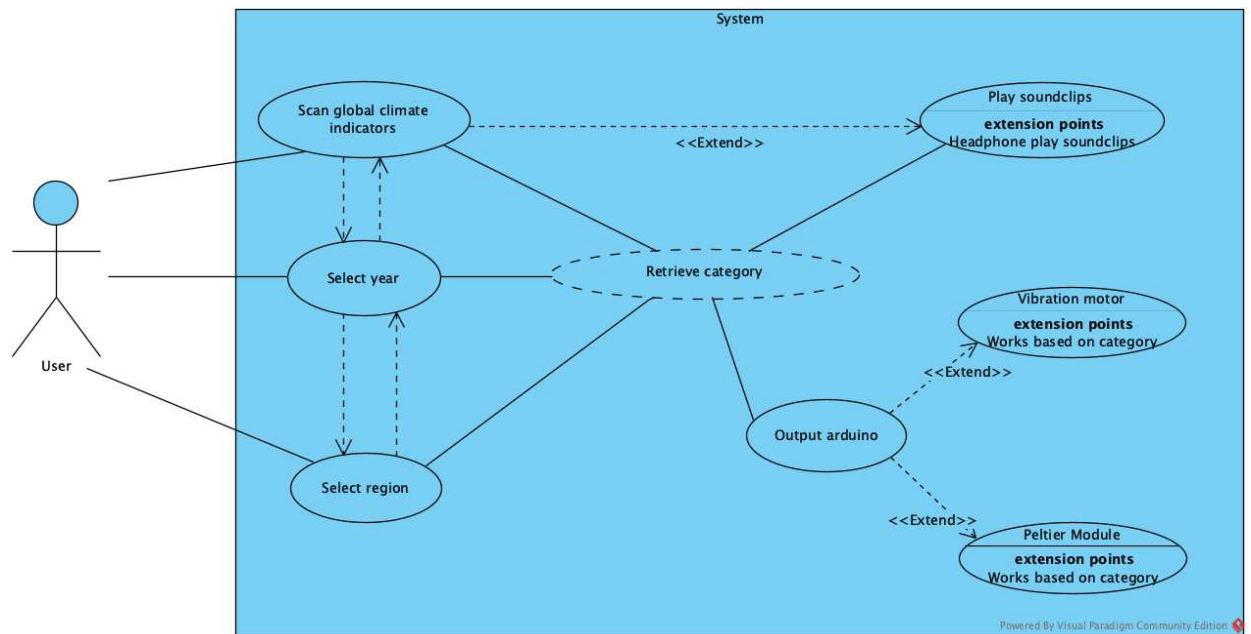 System
Scan global climate
indicators
Play soundclips
extension points
Headphone play soundclips
<<Extend>>
Select year
Retrieve category
Vibration motor
extension points
Works based on category
<<Extend>>
User
Output arduino
Select region
<<Extend>>
Peltier Module
extension points
Works based on category
Powered By Visual Paradigm Community Edition